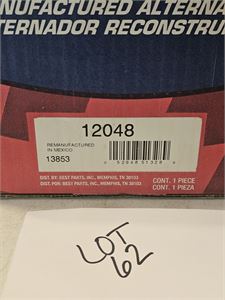 NUFACTURED ALTERNA
TERNADOR RECONSTRU
12048
REMANUFACTURED
IN MEXICO
13853
DIST. BY: BEST PARTS, INC., MEMPHIS, TN 38103
DIST. POR: BEST PARTS, INC., MEMPHIS, TN 38103
CONT. 1 PIECE
CONT. 1 PIEZA
LOT
62